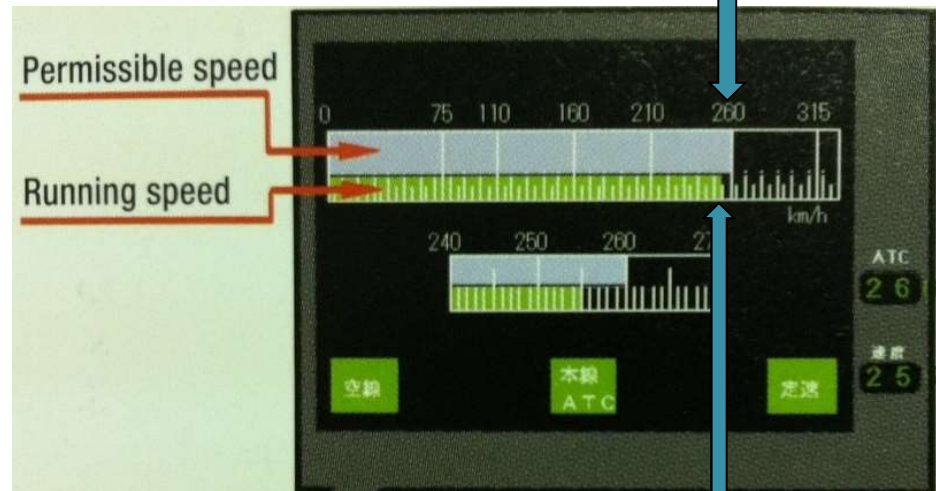 Permissible speed
Running speed
0 75 110 160 210 260 315
km/h
240 250 260 27
ATC
26
速度
25
空線
本線
ATC
定速